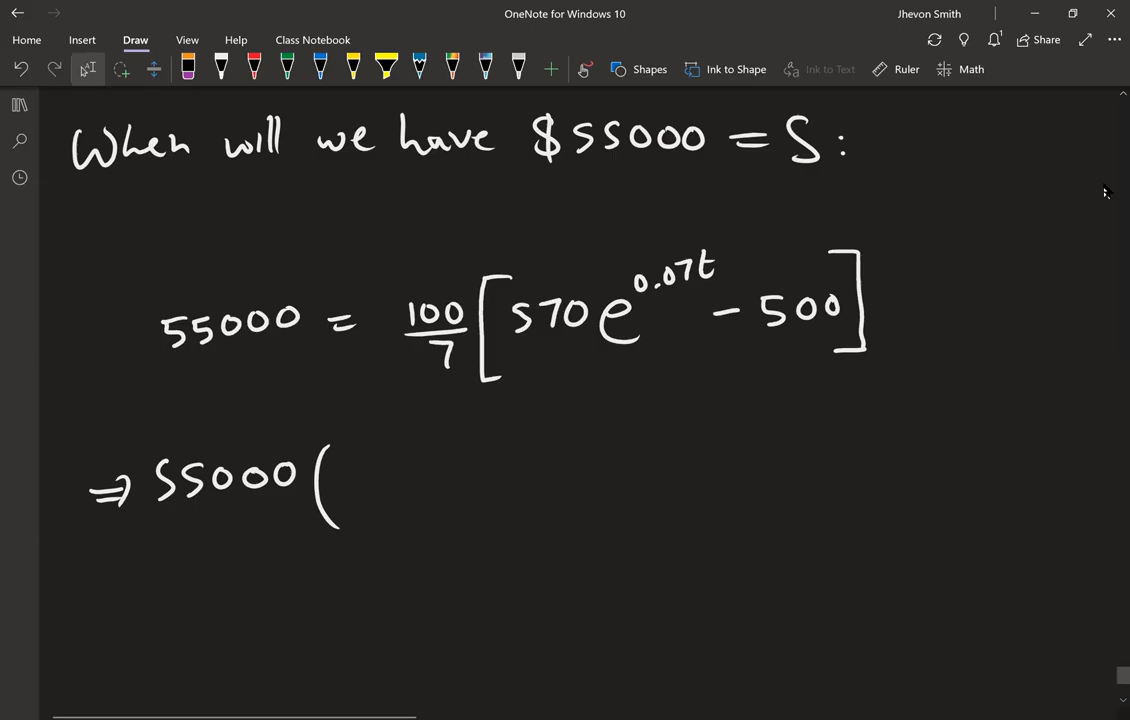 OneNote for Windows 10
Jhevon Smith
Home Insert Draw View Help Class Notebook
Share
Shapes Ink to Shape Ink to Text Ruler Math
When will we have $55000 = S:
55000 = 100/7 [570e^0.07t - 500]
⇒ 55000 (